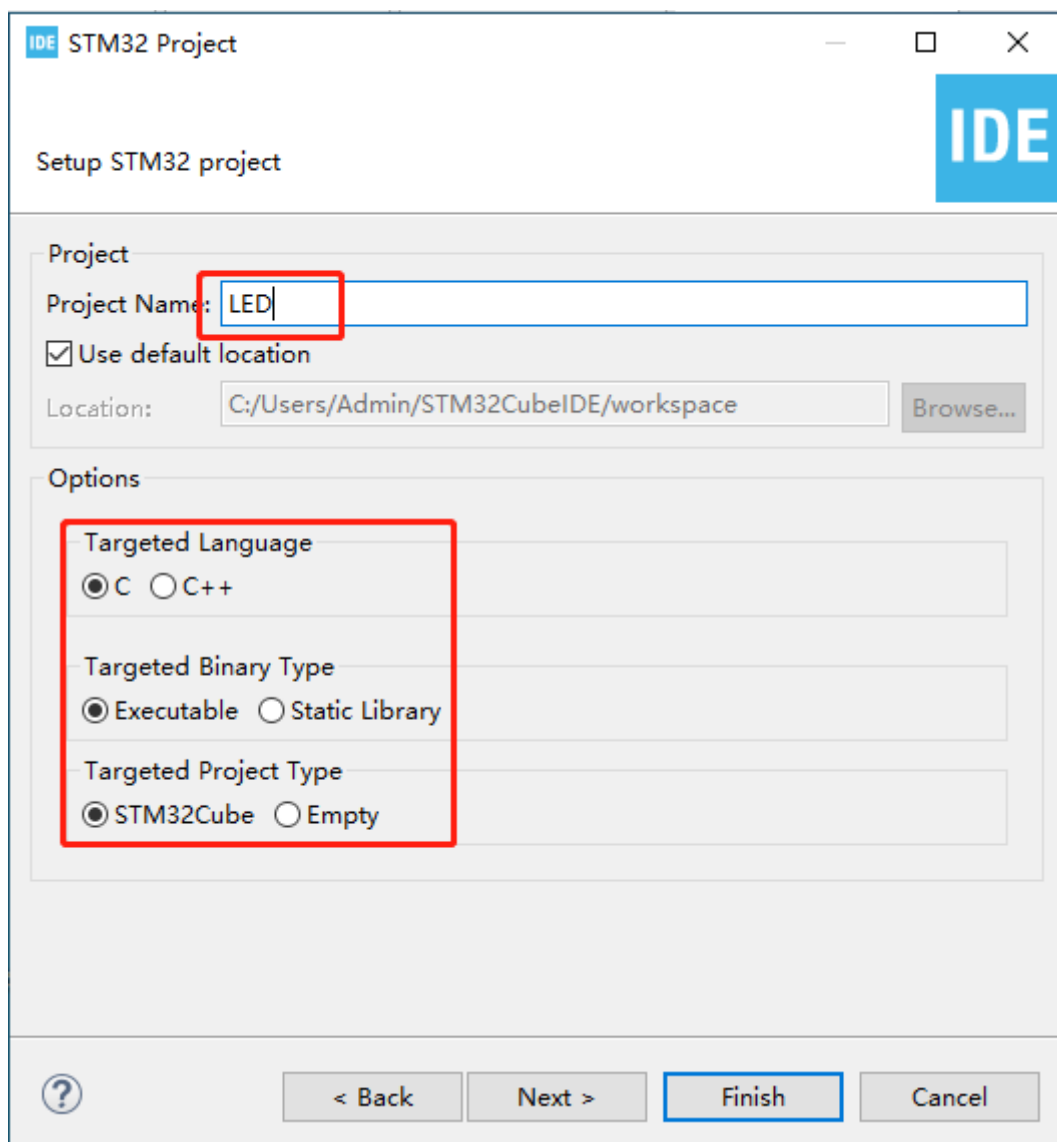 IDE STM32 Project
IDE
Setup STM32 project
Project
Project Name: LED
Use default location
Location: C:/Users/Admin/STM32CubeIDE/workspace Browse...
Options
Targeted Language
C C++
Targeted Binary Type
Executable Static Library
Targeted Project Type
STM32Cube Empty
? < Back Next > Finish Cancel